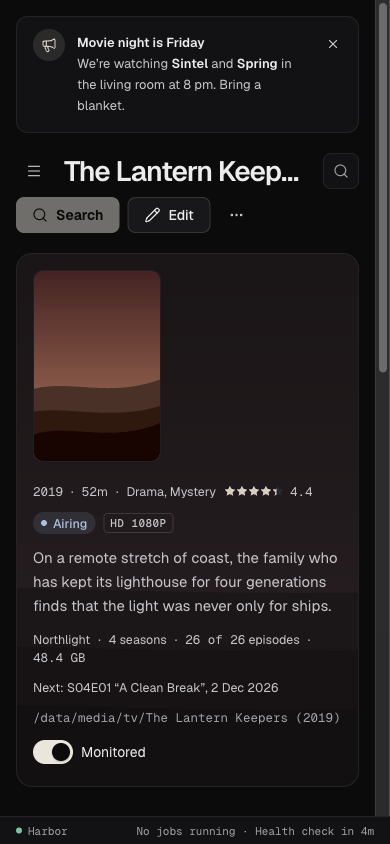 Movie night is Friday
We're watching Sintel and Spring in
the living room at 8 pm. Bring a
blanket.
The Lantern Keep...
Search
Edit
2019 · 52m · Drama, Mystery 4.4
Airing HD 1080P
On a remote stretch of coast, the family who
has kept its lighthouse for four generations
finds that the light was never only for ships.
Northlight · 4 seasons · 26 of 26 episodes ·
48.4 GB
Next: S04E01 “A Clean Break”, 2 Dec 2026
/data/media/tv/The Lantern Keepers (2019)
Monitored
Harbor No jobs running · Health check in 4m